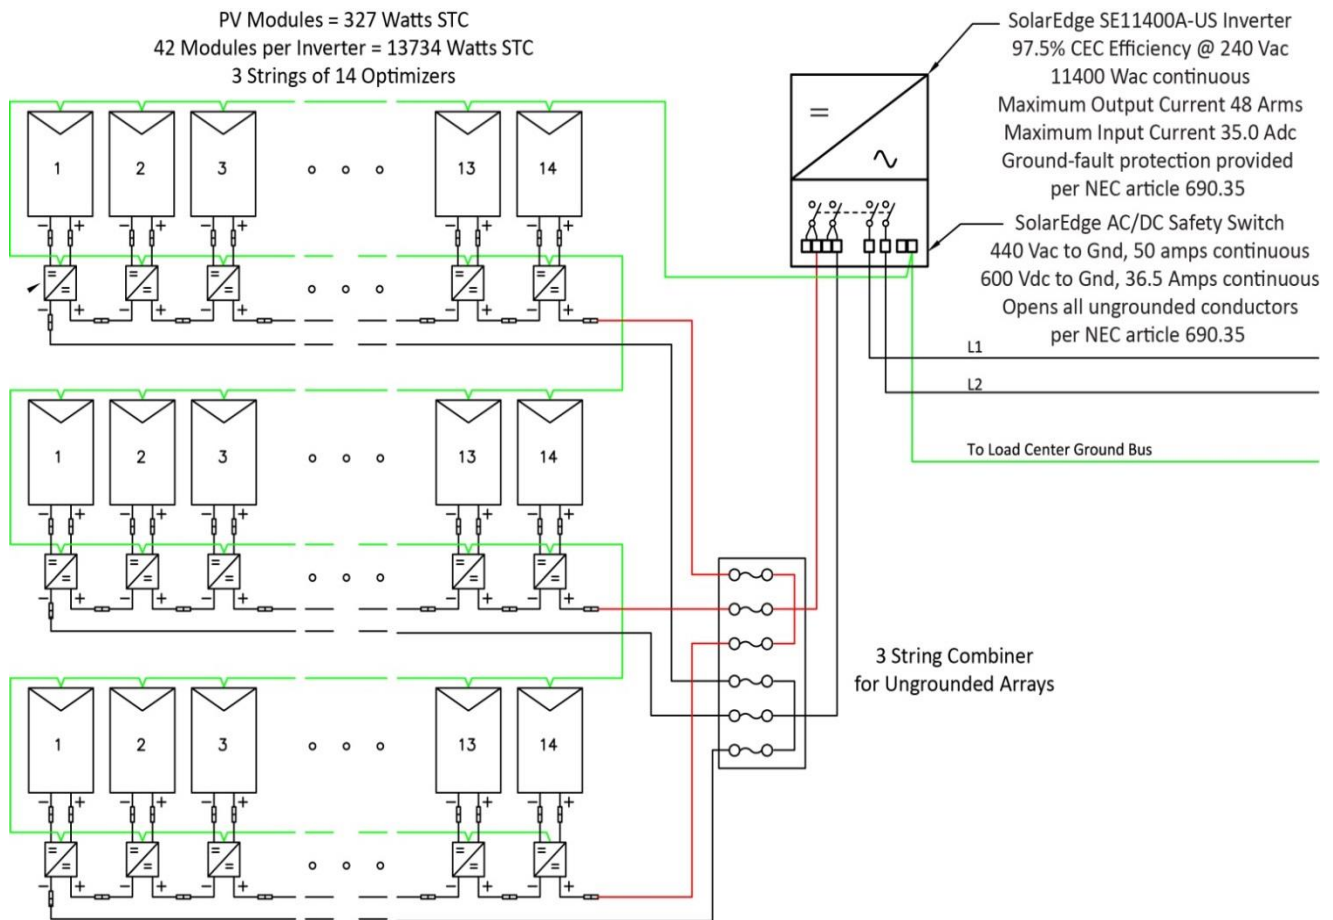 PV Modules = 327 Watts STC
42 Modules per Inverter = 13734 Watts STC
3 Strings of 14 Optimizers
SolarEdge SE11400A-US Inverter
97.5% CEC Efficiency @ 240 Vac
11400 Wac continuous
Maximum Output Current 48 Arms
Maximum Input Current 35.0 Adc
Ground-fault protection provided
per NEC article 690.35
SolarEdge AC/DC Safety Switch
440 Vac to Gnd, 50 amps continuous
600 Vdc to Gnd, 36.5 Amps continuous
Opens all ungrounded conductors
per NEC article 690.35
1 2 3 13 14
− + − + − + − + − +
− + − + − + − + − +
L1
L2
To Load Center Ground Bus
1 2 3 13 14
− + − + − + − + − +
− + − + − + − + − +
3 String Combiner
for Ungrounded Arrays
1 2 3 13 14
− + − + − + − + − +
− + − + − + − + − +